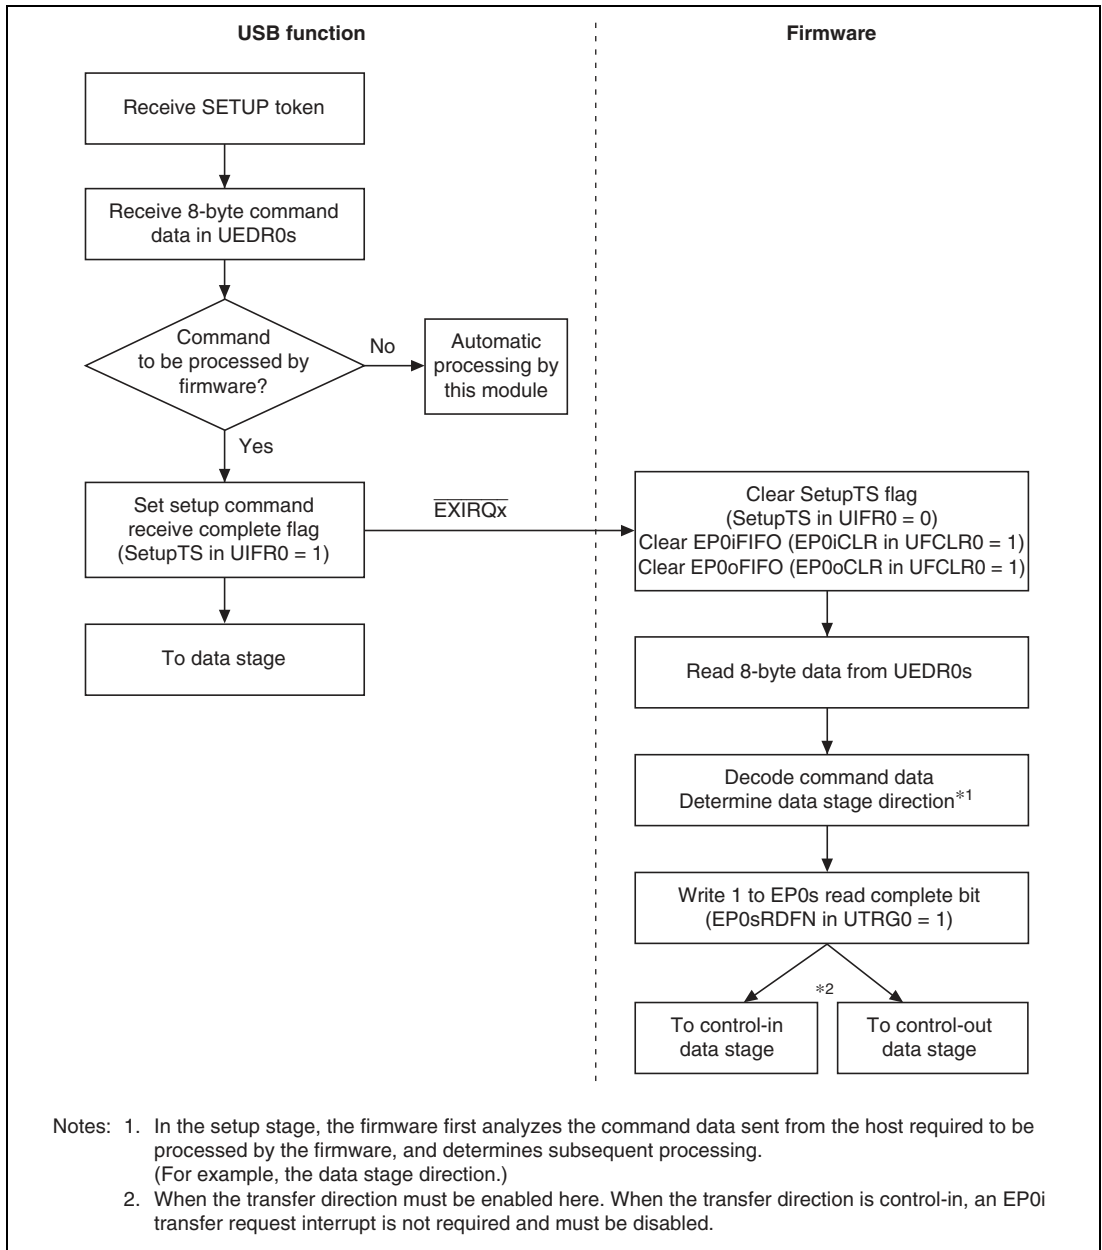 USB function
Firmware
Receive SETUP token
Receive 8-byte command
data in UEDR0s
Command
to be processed by
firmware?
No
Automatic
processing by
this module
Yes
Set setup command
receive complete flag
(SetupTS in UIFR0 = 1)
EXIRQx
To data stage
Clear SetupTS flag
(SetupTS in UIFR0 = 0)
Clear EP0iFIFO (EP0iCLR in UFCLR0 = 1)
Clear EP0oFIFO (EP0oCLR in UFCLR0 = 1)
Read 8-byte data from UEDR0s
Decode command data
Determine data stage direction*1
Write 1 to EP0s read complete bit
(EP0sRDFN in UTRG0 = 1)
*2
To control-in
data stage
To control-out
data stage
Notes: 1. In the setup stage, the firmware first analyzes the command data sent from the host required to be
processed by the firmware, and determines subsequent processing.
(For example, the data stage direction.)
2. When the transfer direction must be enabled here. When the transfer direction is control-in, an EP0i
transfer request interrupt is not required and must be disabled.